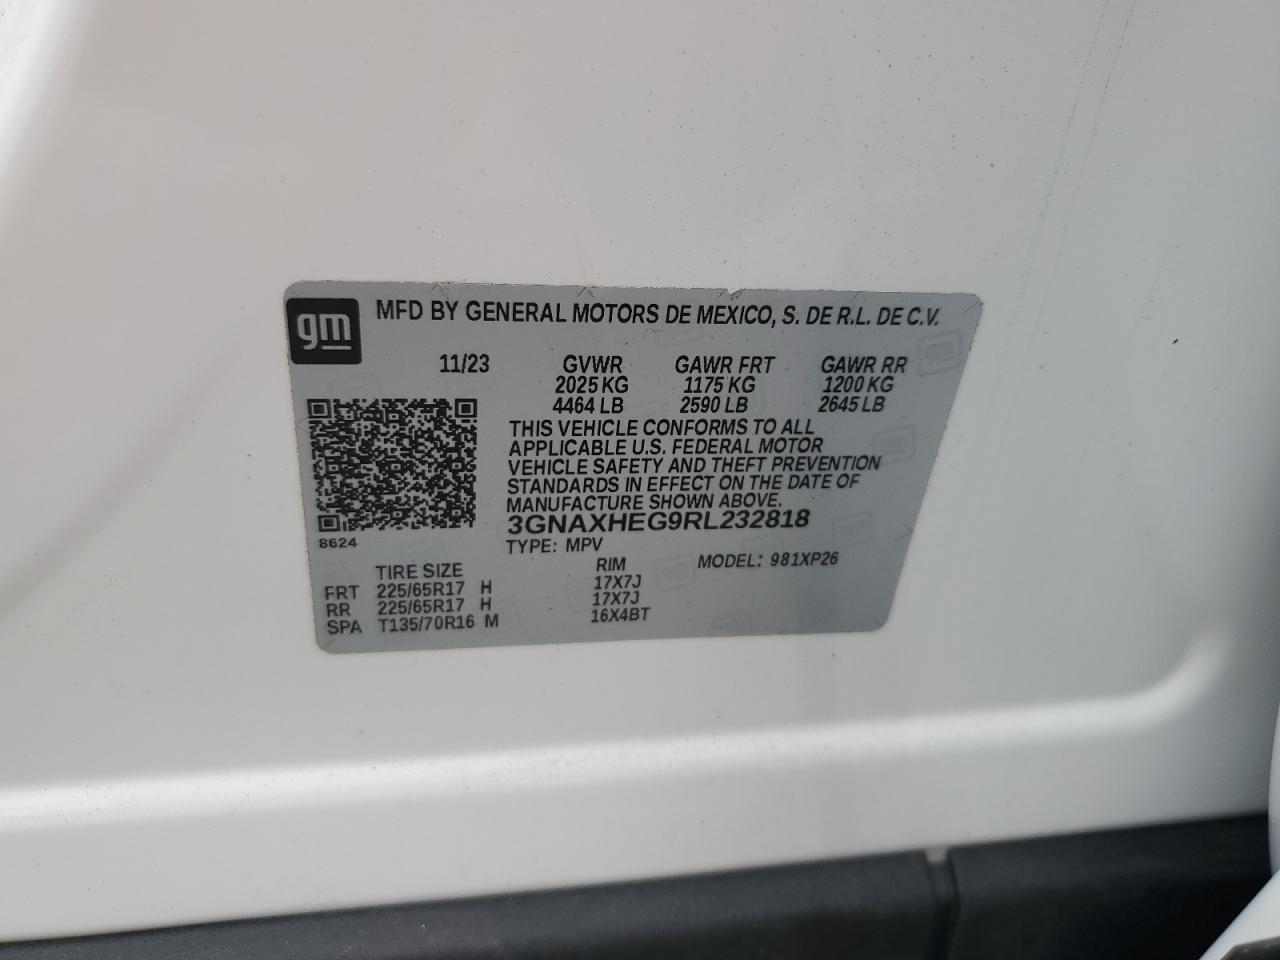 gm MFD BY GENERAL MOTORS DE MEXICO, S. DE R.L. DE C.V.
11/23 GVWR GAWR FRT GAWR RR
2025 KG 1175 KG 1200 KG
4464 LB 2590 LB 2645 LB
THIS VEHICLE CONFORMS TO ALL
APPLICABLE U.S. FEDERAL MOTOR
VEHICLE SAFETY AND THEFT PREVENTION
STANDARDS IN EFFECT ON THE DATE OF
MANUFACTURE SHOWN ABOVE.
3GNAXHEG9RL232818
8624 TYPE: MPV MODEL: 981XP26
TIRE SIZE RIM
FRT 225/65R17 H 17X7J
RR 225/65R17 H 17X7J
SPA T135/70R16 M 16X4BT